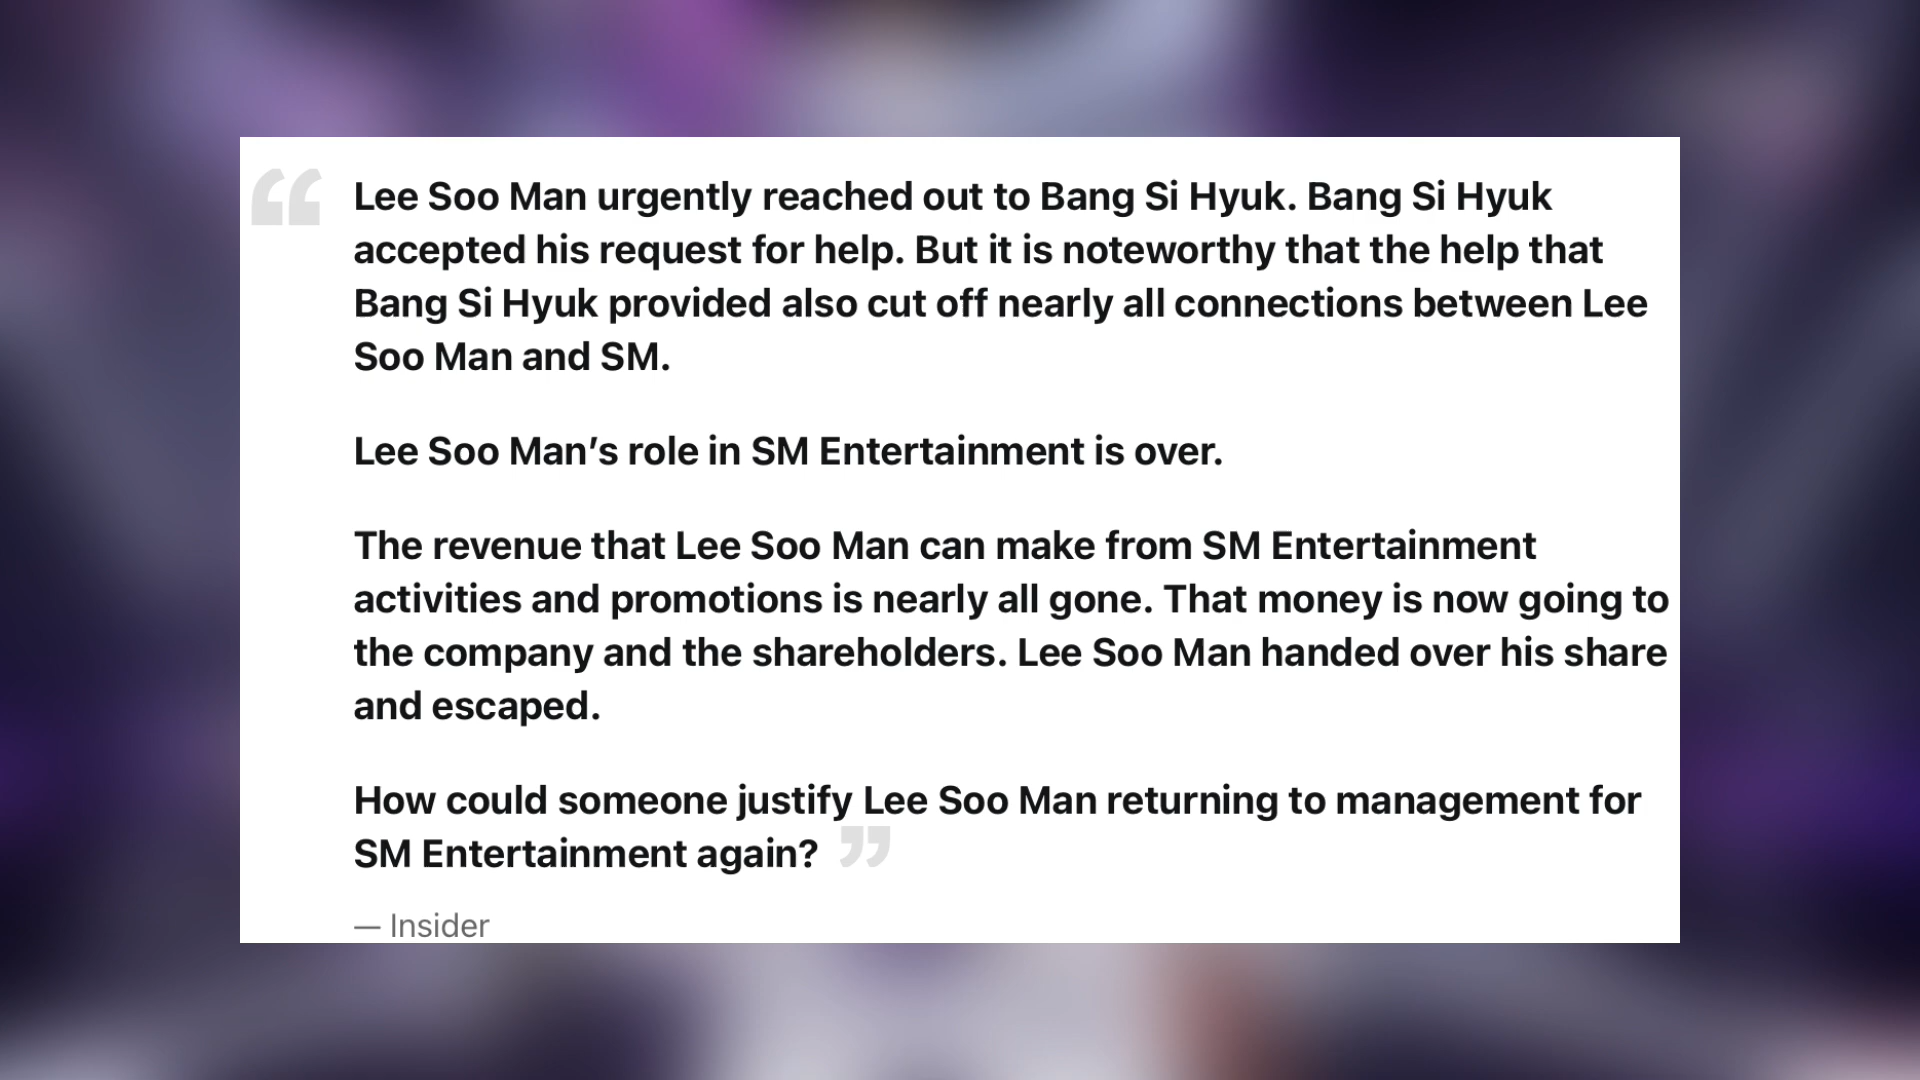 “ Lee Soo Man urgently reached out to Bang Si Hyuk. Bang Si Hyuk
accepted his request for help. But it is noteworthy that the help that
Bang Si Hyuk provided also cut off nearly all connections between Lee
Soo Man and SM.
Lee Soo Man’s role in SM Entertainment is over.
The revenue that Lee Soo Man can make from SM Entertainment
activities and promotions is nearly all gone. That money is now going to
the company and the shareholders. Lee Soo Man handed over his share
and escaped.
How could someone justify Lee Soo Man returning to management for
SM Entertainment again? ”
— Insider